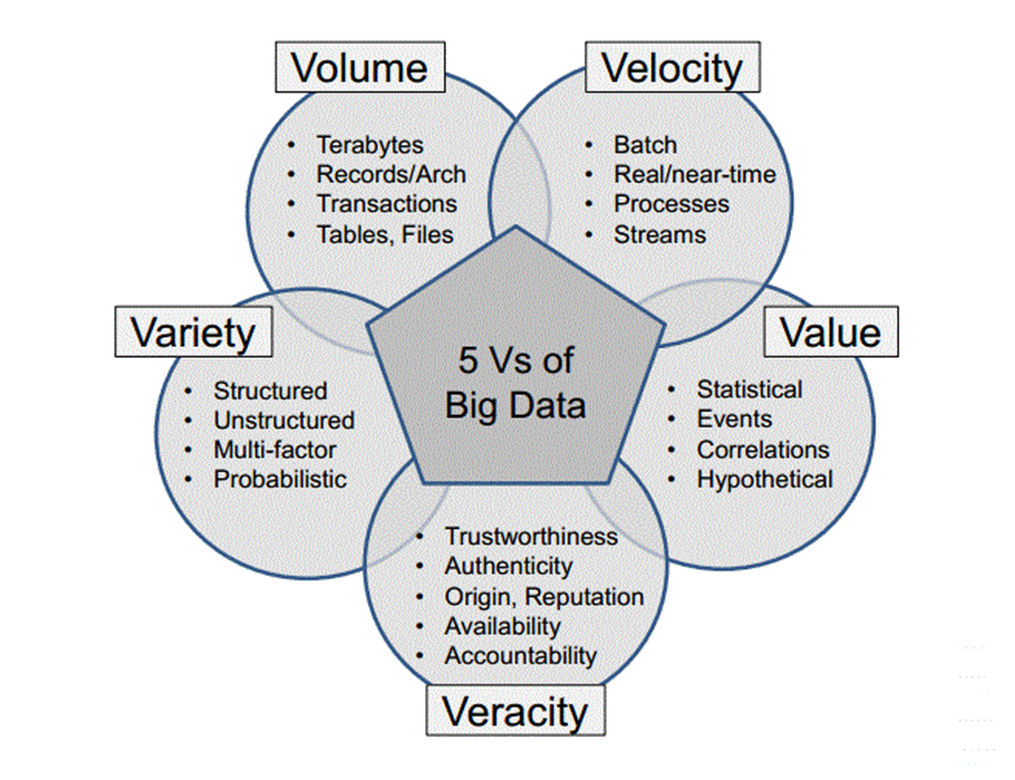 Volume
• Terabytes
• Records/Arch
• Transactions
• Tables, Files
Velocity
• Batch
• Real/near-time
• Processes
• Streams
Variety
• Structured
• Unstructured
• Multi-factor
• Probabilistic
5 Vs of
Big Data
Value
• Statistical
• Events
• Correlations
• Hypothetical
• Trustworthiness
• Authenticity
• Origin, Reputation
• Availability
• Accountability
Veracity